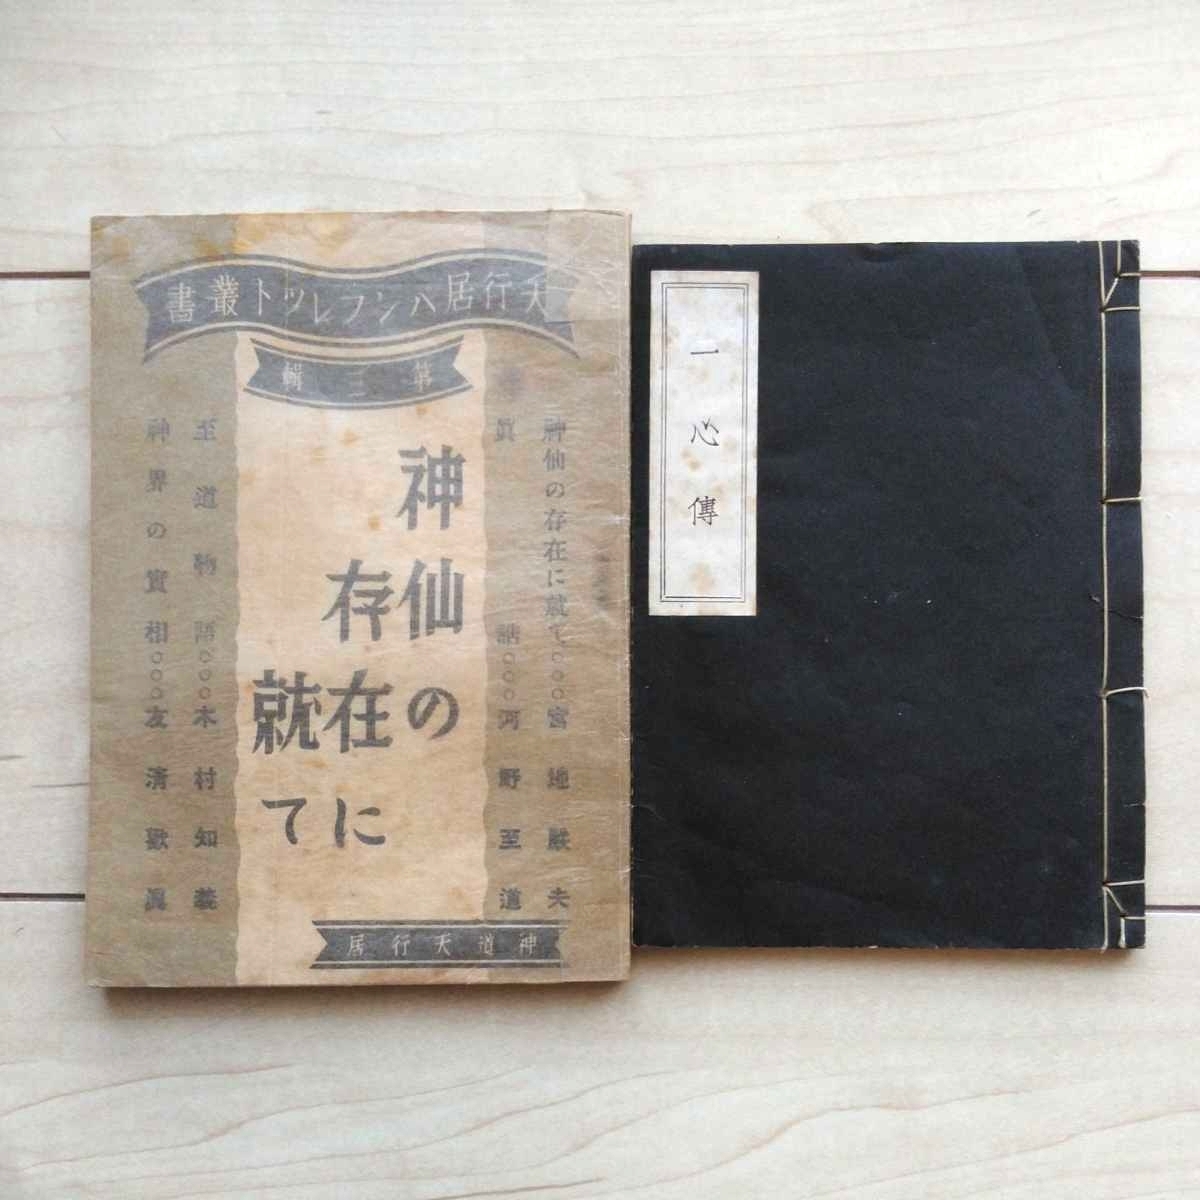 天行居パンフレット叢書
第三輯
神仙の存在に就て
神仙の存在に就て○○○宮地厳夫
眞誥○○○河野至道
至道物語○○○木村知義
神界の實相○○○友清歡眞
神道天行居
一心傳